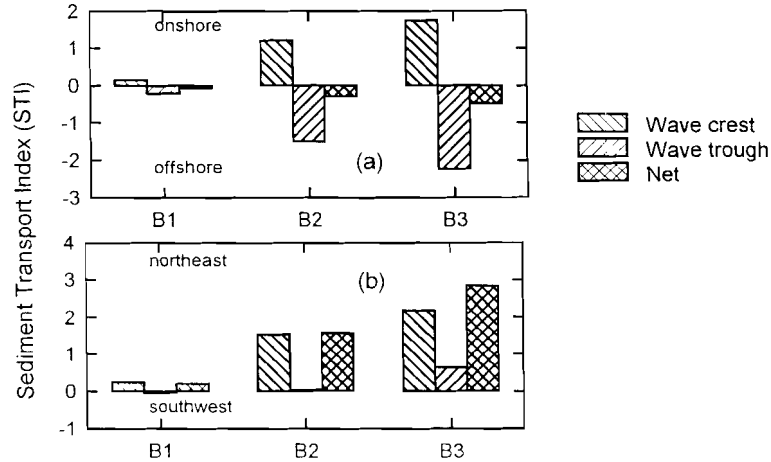 Sediment Transport Index (STI)
2
1
0
-1
-2
-3
onshore
offshore
(a)
B1
B2
B3
Wave crest
Wave trough
Net
4
3
2
1
0
-1
northeast
southwest
(b)
B1
B2
B3